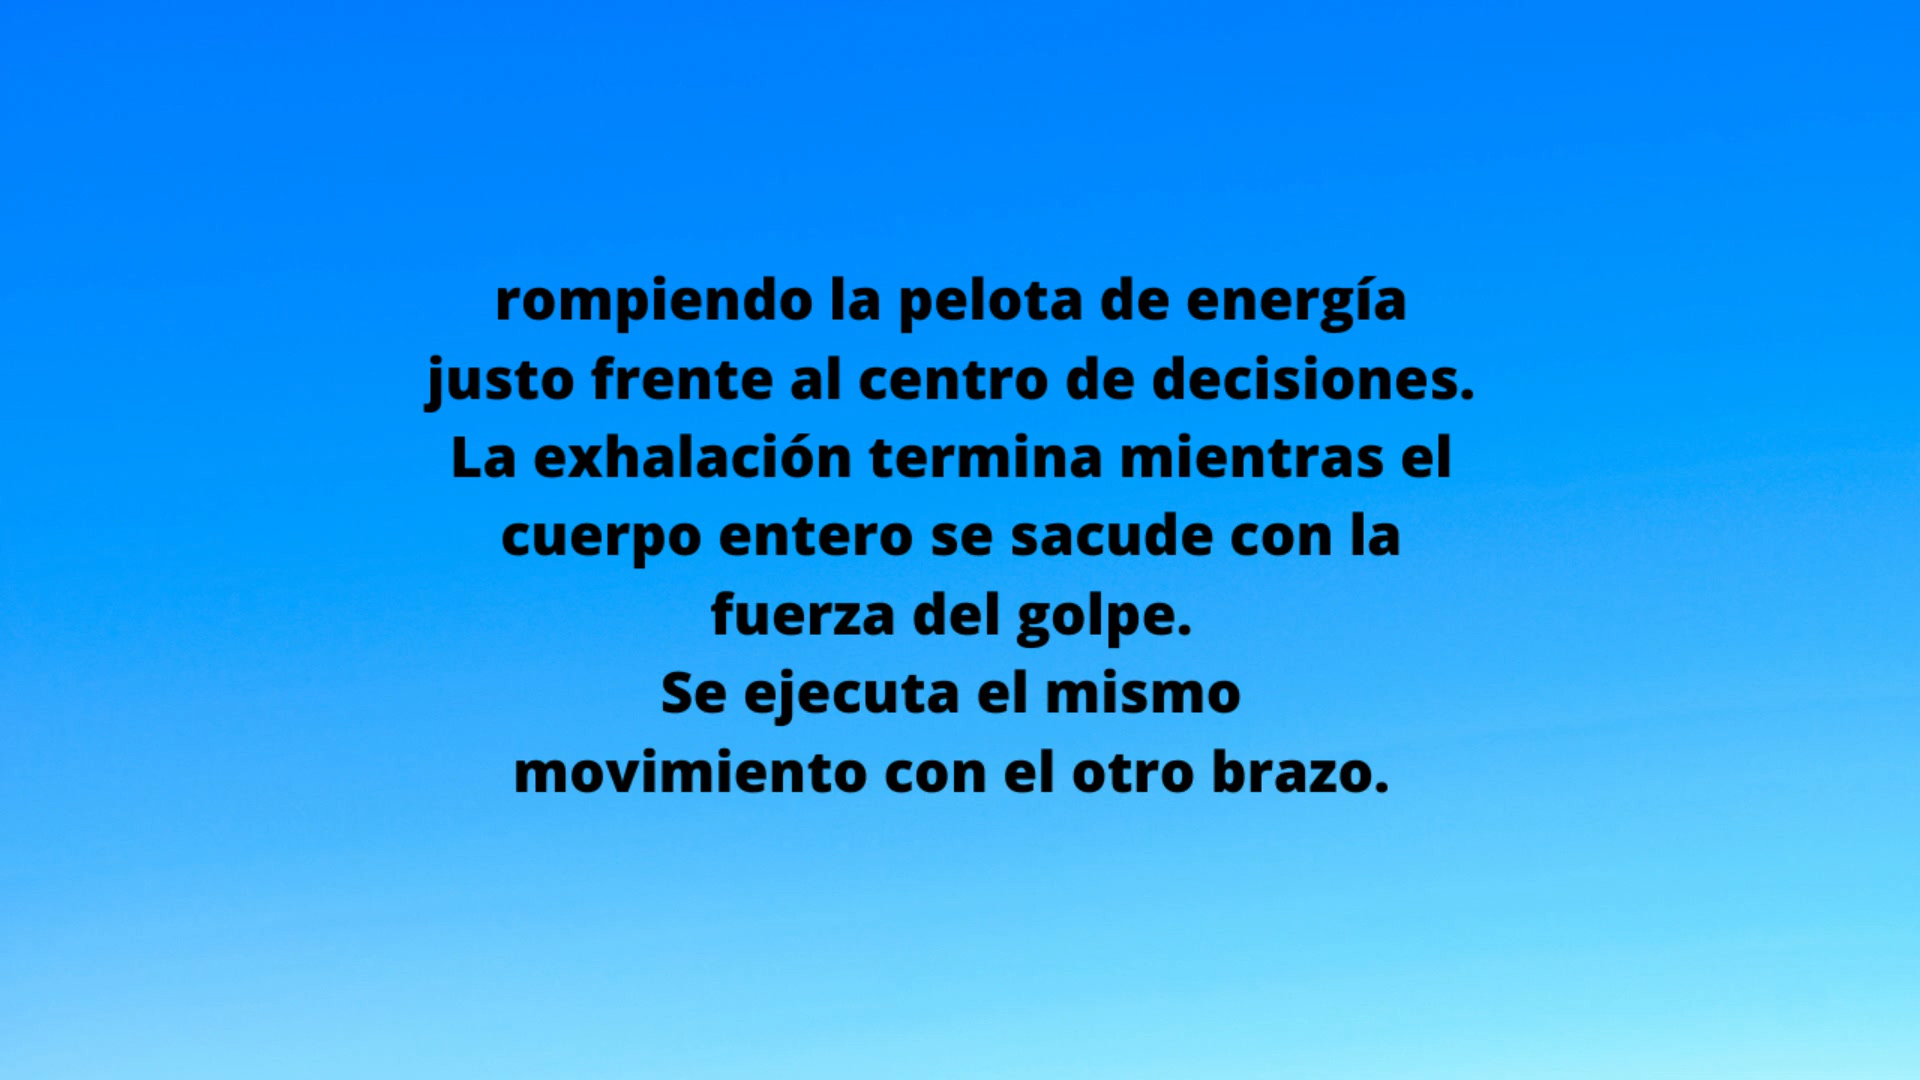 rompiendo la pelota de energía
justo frente al centro de decisiones.
La exhalación termina mientras el
cuerpo entero se sacude con la
fuerza del golpe.
Se ejecuta el mismo
movimiento con el otro brazo.